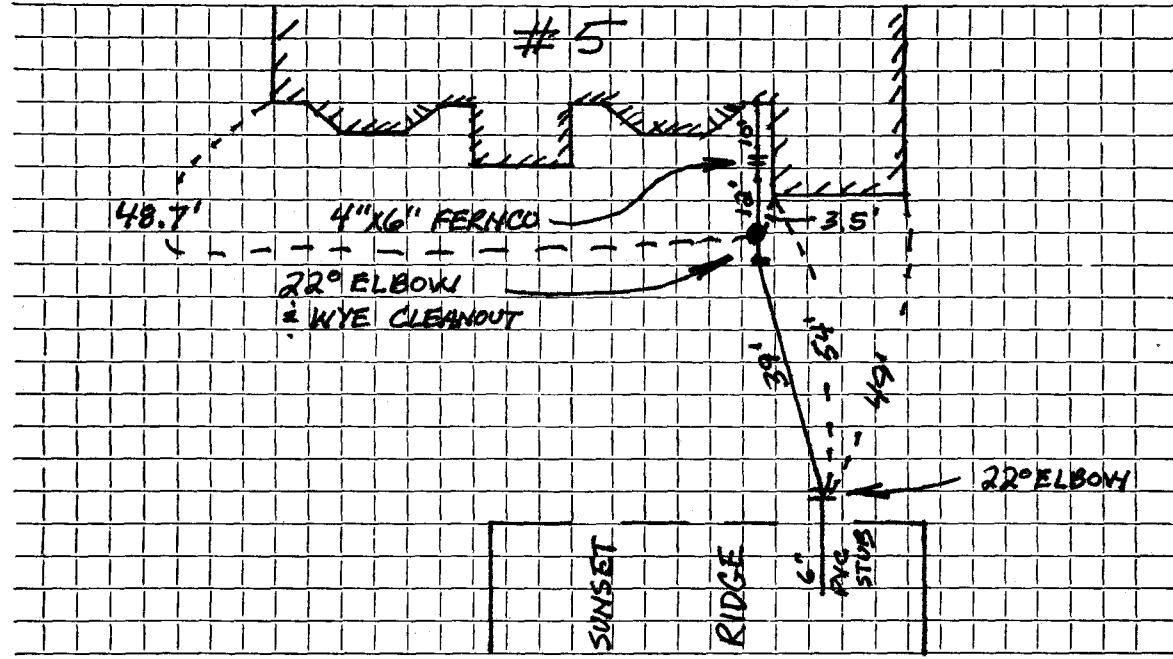 # 5
10'
48.7'
4"X6" FERNCO
12'
3.5'
22° ELBOW
& WYE CLEANOUT
39'
54'
49'
22° ELBOW
SUNSET
RIDGE
6"
PVC
STUB